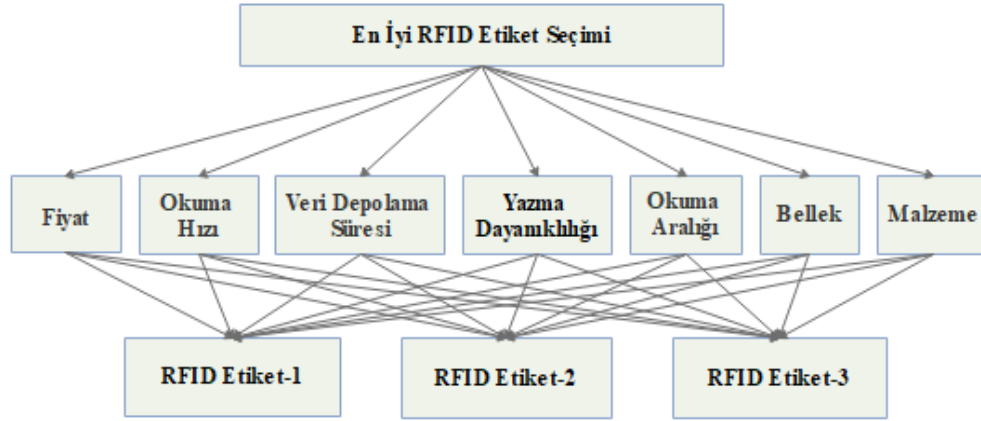 En İyi RFID Etiket Seçimi
Fiyat
Okuma
Hızı
Veri Depolama
Süresi
Yazma
Dayanıklılığı
Okuma
Aralığı
Bellek
Malzeme
RFID Etiket-1
RFID Etiket-2
RFID Etiket-3